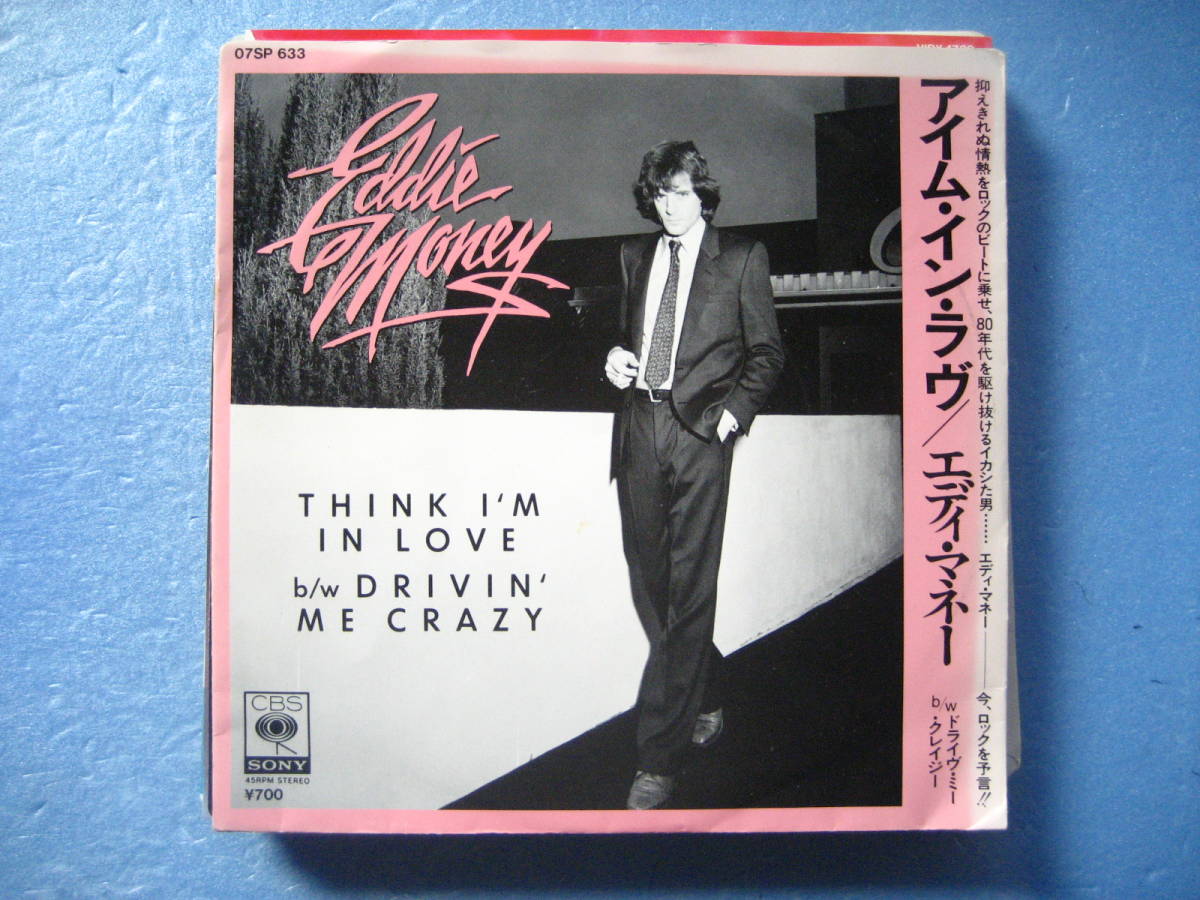 07SP 633
Eddie
Money
THINK I'M
IN LOVE
b/w DRIVIN'
ME CRAZY
CBS
SONY
45RPM STEREO
¥700
抑えきれぬ情熱をロックのビートに乗せ、80年代を駆け抜けるイカシた男…… エディ・マネー――今、ロックを予言!!
アイム・イン・ラヴ/エディ・マネー
b/wドライヴ・ミー
・クレイジー